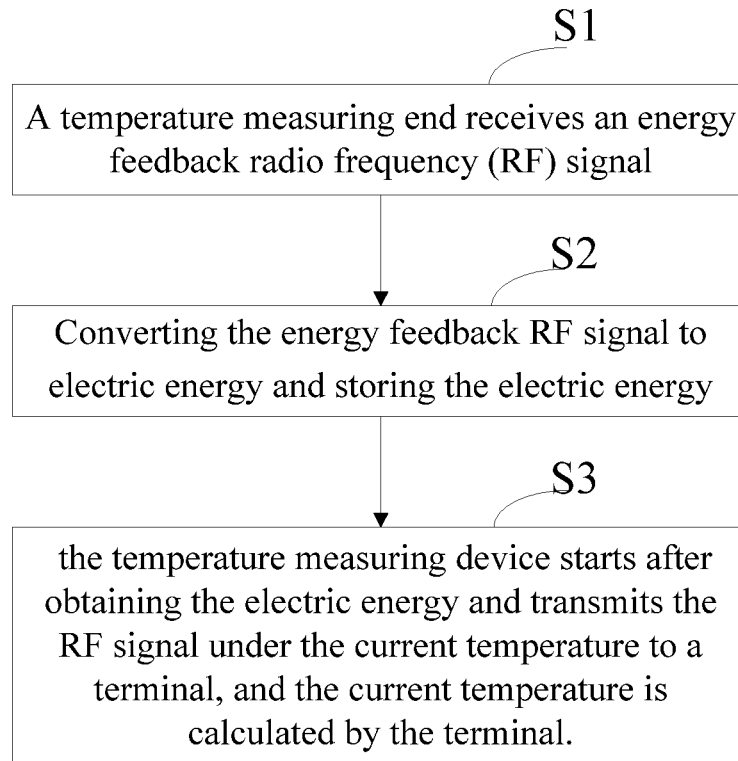 S1
A temperature measuring end receives an energy
feedback radio frequency (RF) signal
S2
Converting the energy feedback RF signal to
electric energy and storing the electric energy
S3
the temperature measuring device starts after
obtaining the electric energy and transmits the
RF signal under the current temperature to a
terminal, and the current temperature is
calculated by the terminal.